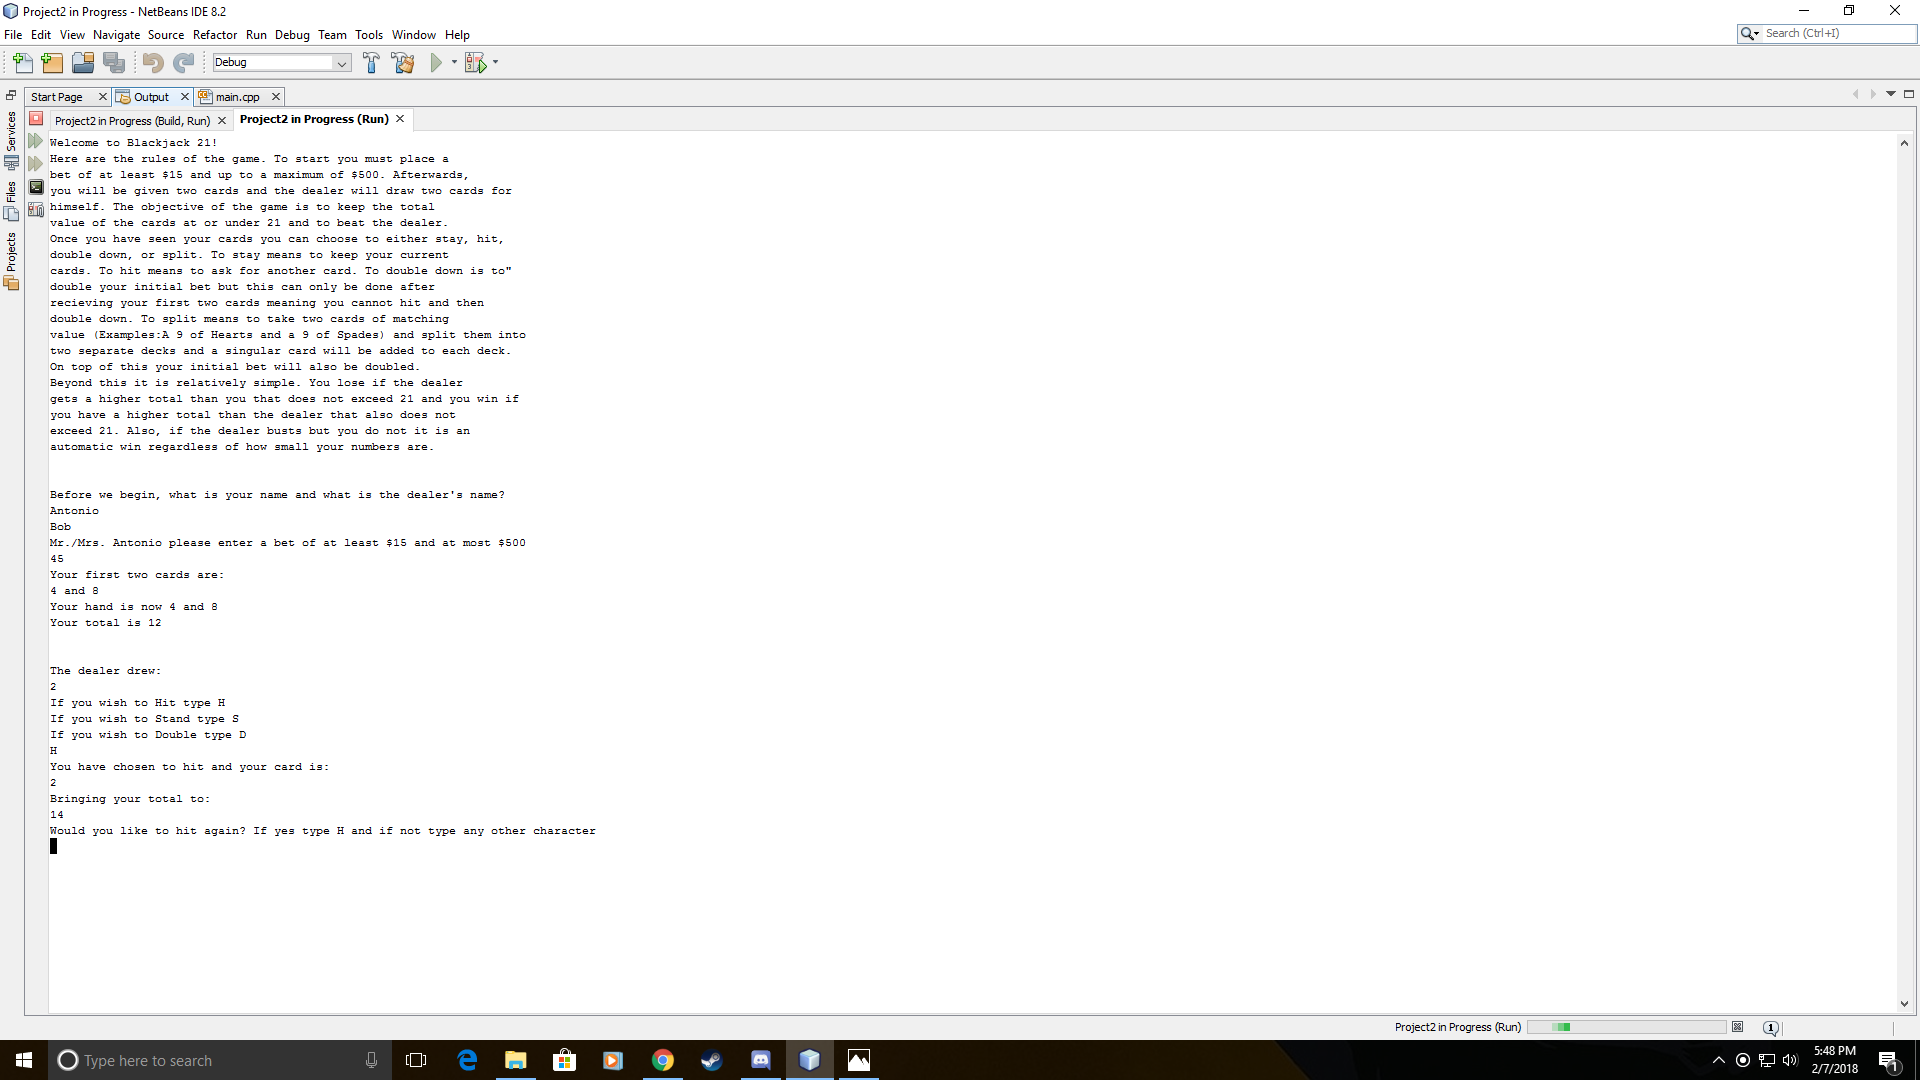 Project2 in Progress - NetBeans IDE 8.2
File Edit View Navigate Source Refactor Run Debug Team Tools Window Help
Search (Ctrl+I)
Debug
Start Page Output main.cpp
Services
Files
Projects
Project2 in Progress (Build, Run) Project2 in Progress (Run)
Welcome to Blackjack 21!
Here are the rules of the game. To start you must place a
bet of at least $15 and up to a maximum of $500. Afterwards,
you will be given two cards and the dealer will draw two cards for
himself. The objective of the game is to keep the total
value of the cards at or under 21 and to beat the dealer.
Once you have seen your cards you can choose to either stay, hit,
double down, or split. To stay means to keep your current
cards. To hit means to ask for another card. To double down is to"
double your initial bet but this can only be done after
recieving your first two cards meaning you cannot hit and then
double down. To split means to take two cards of matching
value (Examples:A 9 of Hearts and a 9 of Spades) and split them into
two separate decks and a singular card will be added to each deck.
On top of this your initial bet will also be doubled.
Beyond this it is relatively simple. You lose if the dealer
gets a higher total than you that does not exceed 21 and you win if
you have a higher total than the dealer that also does not
exceed 21. Also, if the dealer busts but you do not it is an
automatic win regardless of how small your numbers are.
Before we begin, what is your name and what is the dealer's name?
Antonio
Bob
Mr./Mrs. Antonio please enter a bet of at least $15 and at most $500
45
Your first two cards are:
4 and 8
Your hand is now 4 and 8
Your total is 12
The dealer drew:
2
If you wish to Hit type H
If you wish to Stand type S
If you wish to Double type D
H
You have chosen to hit and your card is:
2
Bringing your total to:
14
Would you like to hit again? If yes type H and if not type any other character
Project2 in Progress (Run)
1
Type here to search
5:48 PM
2/7/2018
1